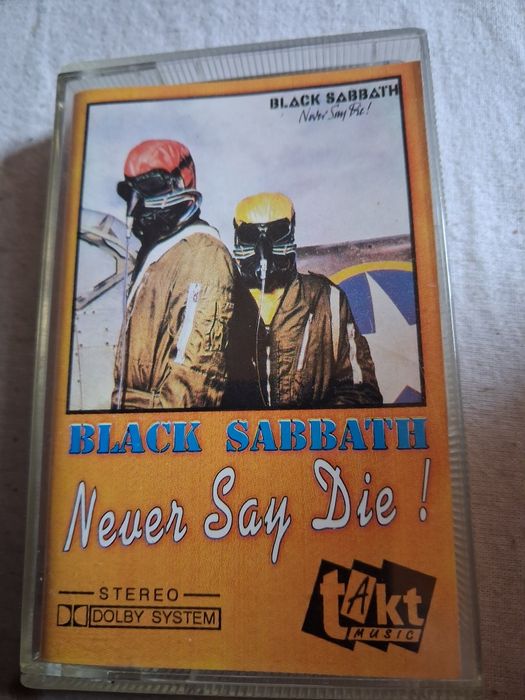 BLACK SABBATH
Never Say Die!
BLACK SABBATH
Never Say Die !
STEREO
DOLBY SYSTEM
takt
MUSIC